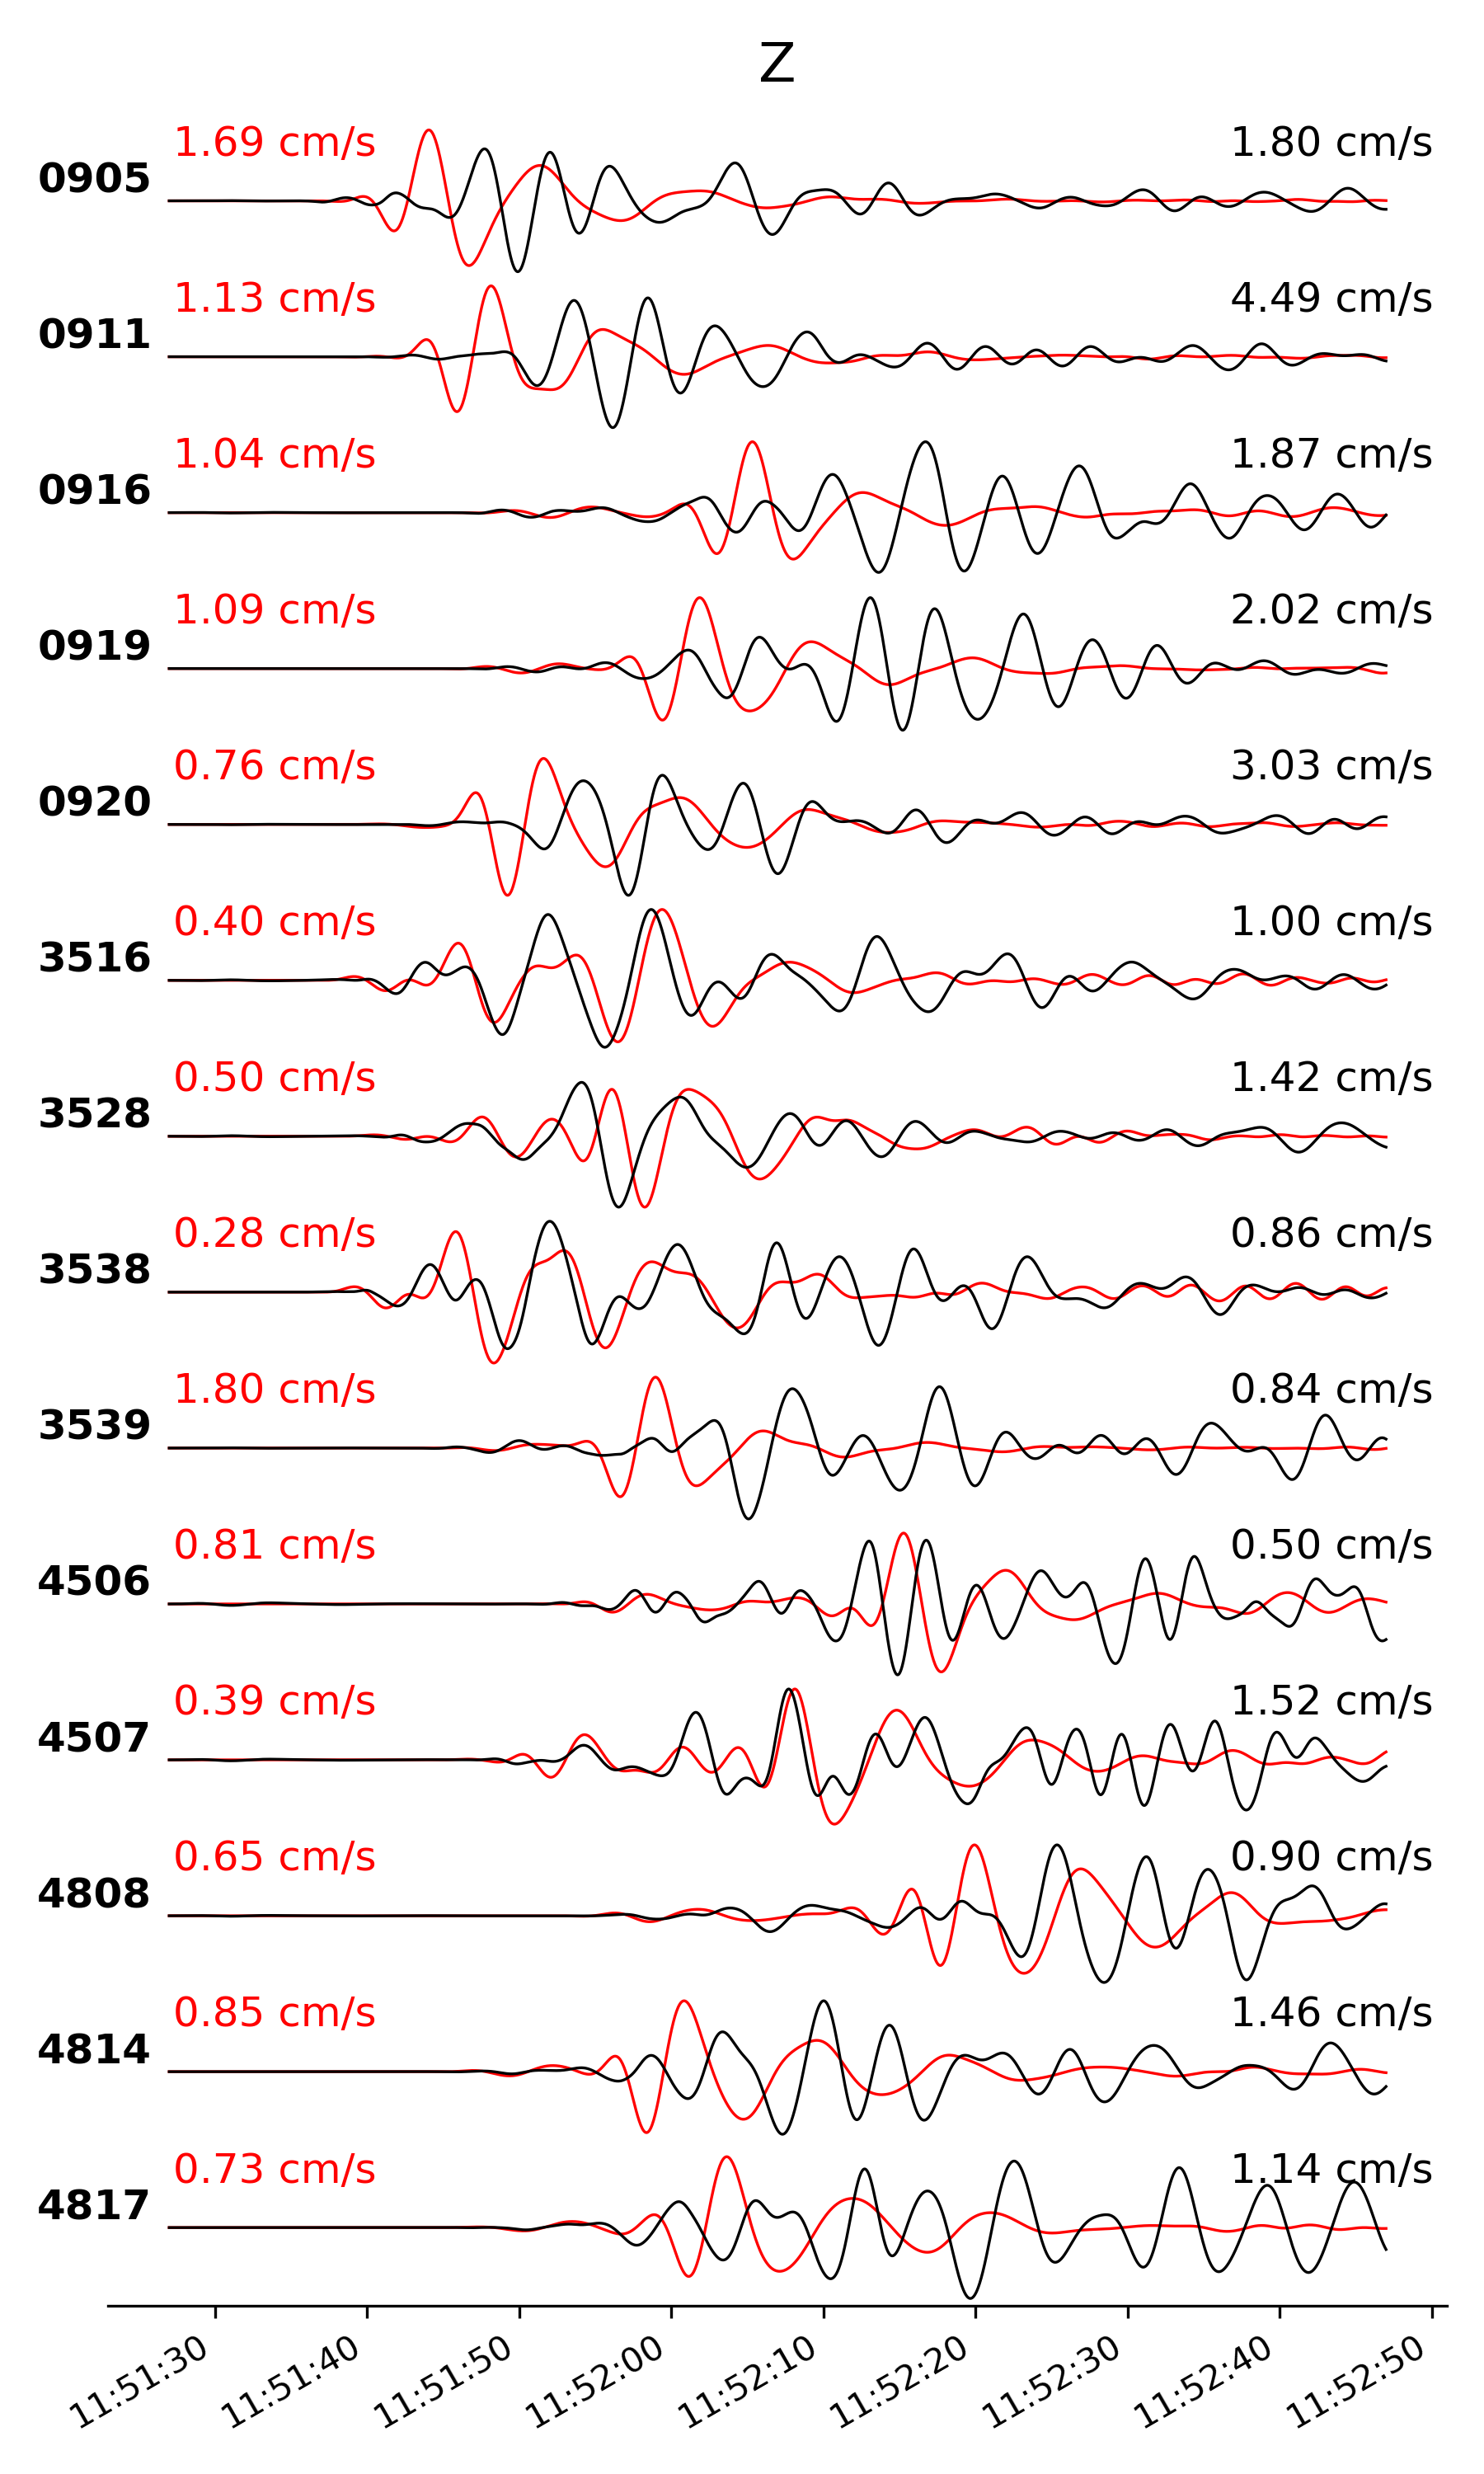 Z
1.69 cm/s 1.80 cm/s
0905
1.13 cm/s 4.49 cm/s
0911
1.04 cm/s 1.87 cm/s
0916
1.09 cm/s 2.02 cm/s
0919
0.76 cm/s 3.03 cm/s
0920
0.40 cm/s 1.00 cm/s
3516
0.50 cm/s 1.42 cm/s
3528
0.28 cm/s 0.86 cm/s
3538
1.80 cm/s 0.84 cm/s
3539
0.81 cm/s 0.50 cm/s
4506
0.39 cm/s 1.52 cm/s
4507
0.65 cm/s 0.90 cm/s
4808
0.85 cm/s 1.46 cm/s
4814
0.73 cm/s 1.14 cm/s
4817
11:51:30 11:51:40 11:51:50 11:52:00 11:52:10 11:52:20 11:52:30 11:52:40 11:52:50